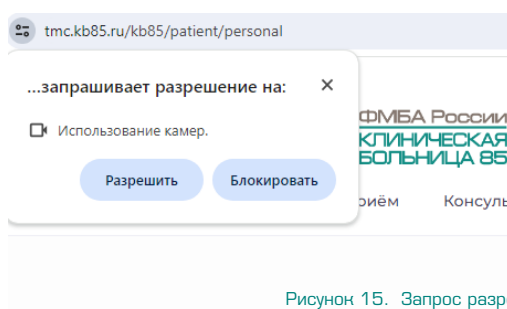 tmc.kb85.ru/kb85/patient/personal
...запрашивает разрешение на:
Использование камер.
Разрешить Блокировать
ФМБА России
КЛИНИЧЕСКАЯ
БОЛЬНИЦА 85
риём Консуль
Рисунок 15. Запрос разр